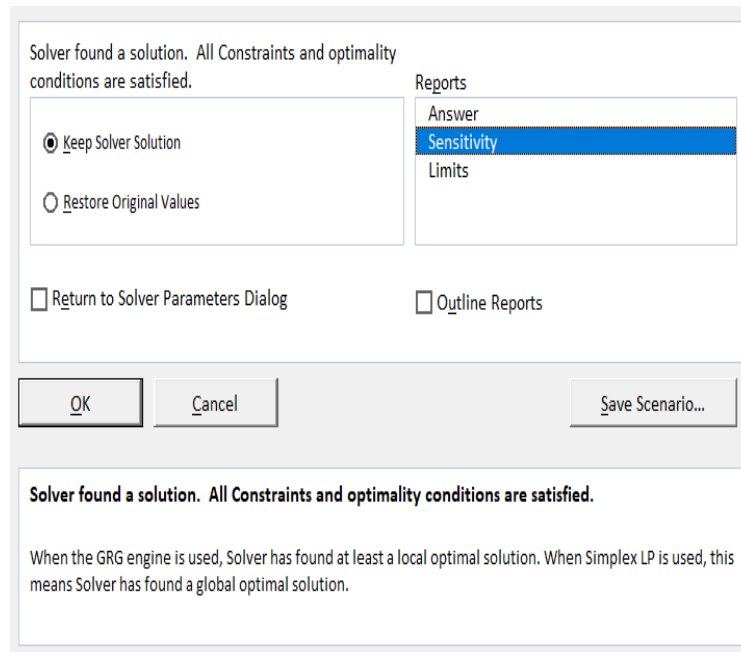 Solver found a solution.  All Constraints and optimality
conditions are satisfied.
Reports
Answer
Sensitivity
Limits
Keep Solver Solution
Restore Original Values
Return to Solver Parameters Dialog
Outline Reports
OK
Cancel
Save Scenario...
Solver found a solution.  All Constraints and optimality conditions are satisfied.
When the GRG engine is used, Solver has found at least a local optimal solution. When Simplex LP is used, this
means Solver has found a global optimal solution.